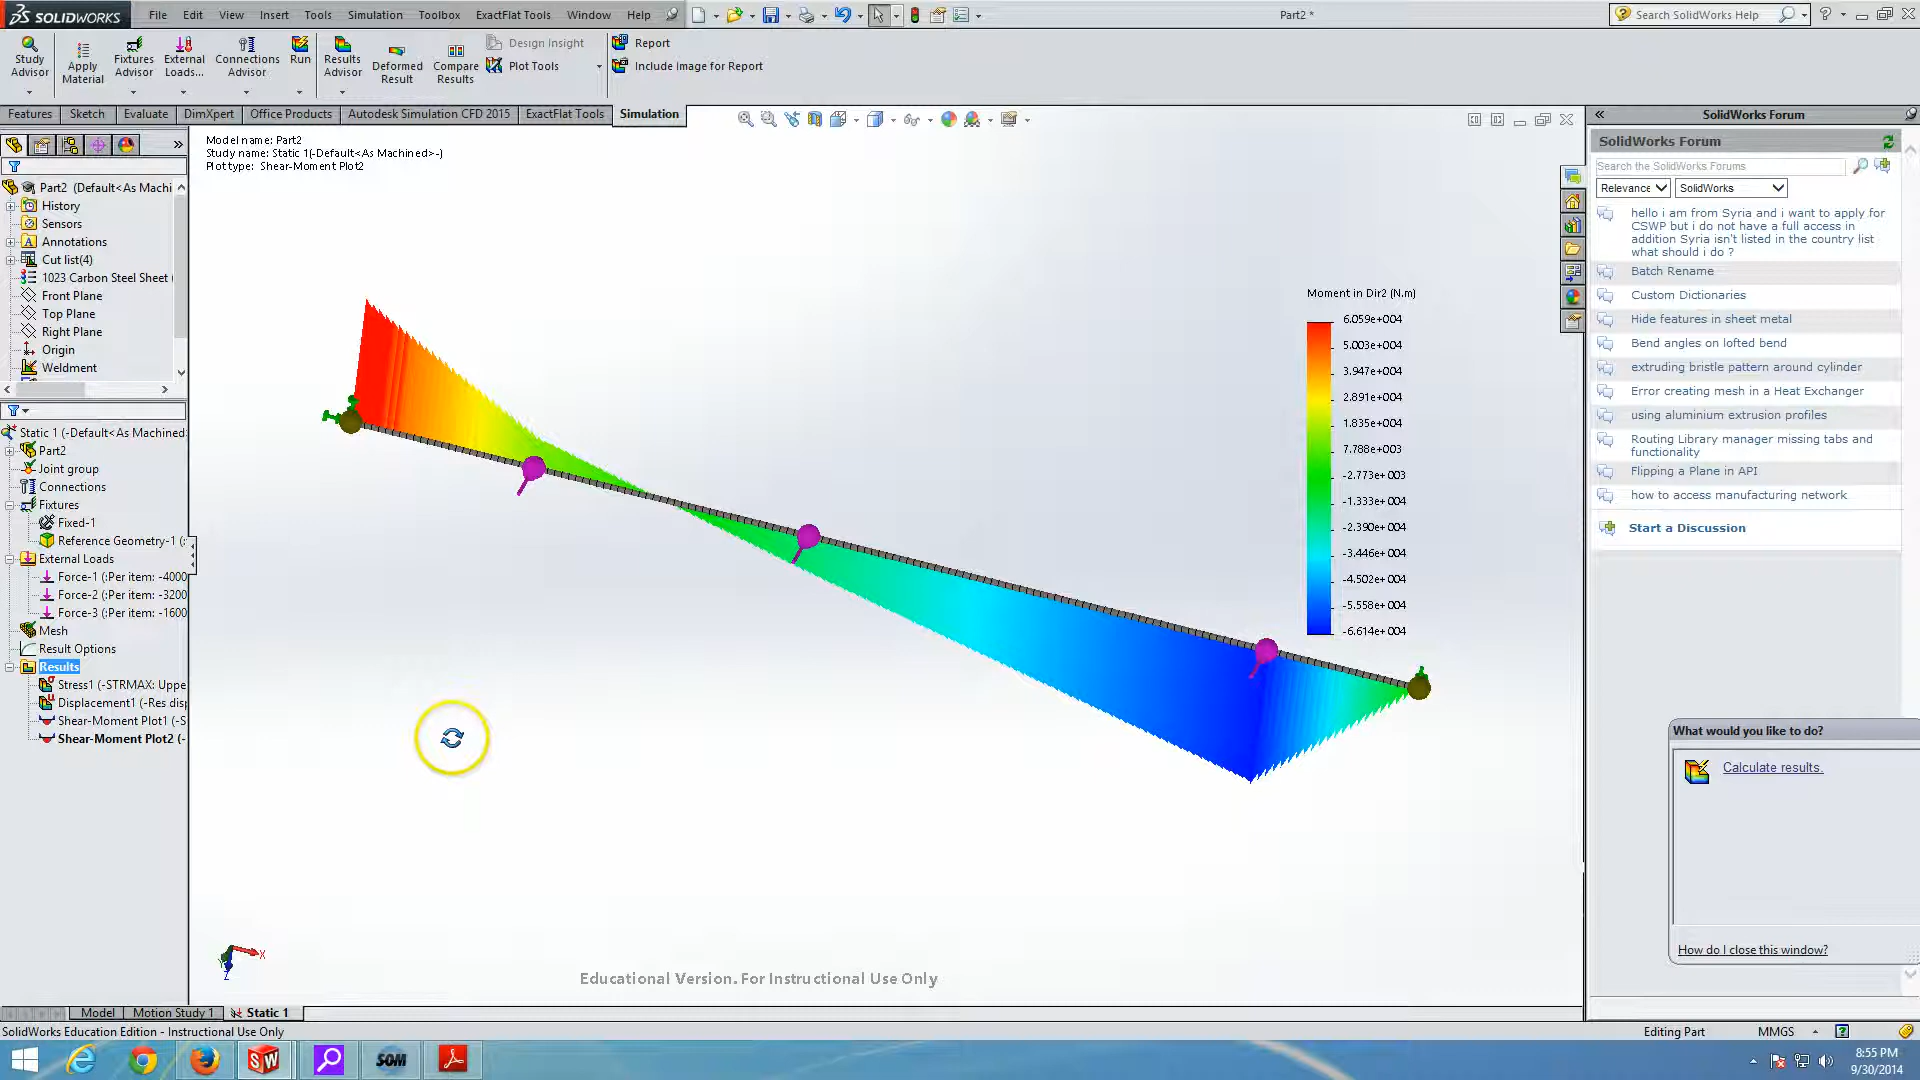 SOLIDWORKS
File Edit View Insert Tools Simulation Toolbox ExactFlat Tools Window Help
Part2 *
Search SolidWorks Help
Study Advisor
Apply Material
Fixtures Advisor
External Loads...
Connections Advisor
Run
Results Advisor
Deformed Result
Compare Results
Design Insight
Plot Tools
Report
Include Image for Report
Features Sketch Evaluate DimXpert Office Products Autodesk Simulation CFD 2015 ExactFlat Tools Simulation
Model name: Part2
Study name: Static 1(-Default<As Machined>-)
Plot type: Shear-Moment Plot2
Part2 (Default<As Machi
History
Sensors
Annotations
Cut list(4)
1023 Carbon Steel Sheet
Front Plane
Top Plane
Right Plane
Origin
Weldment
Static 1 (-Default<As Machined>
Part2
Joint group
Connections
Fixtures
Fixed-1
Reference Geometry-1 (:
External Loads
Force-1 (:Per item: -4000
Force-2 (:Per item: -3200
Force-3 (:Per item: -1600
Mesh
Result Options
Results
Stress1 (-STRMAX: Uppe
Displacement1 (-Res disp
Shear-Moment Plot1 (-S
Shear-Moment Plot2 (-
Moment in Dir2 (N.m)
6.059e+004
5.003e+004
3.947e+004
2.891e+004
1.835e+004
7.788e+003
-2.773e+003
-1.333e+004
-2.390e+004
-3.446e+004
-4.502e+004
-5.558e+004
-6.614e+004
X
Z
Educational Version. For Instructional Use Only
SolidWorks Forum
SolidWorks Forum
Search the SolidWorks Forums
Relevance SolidWorks
hello i am from Syria and i want to apply for
CSWP but i do not have a full access in
addition Syria isn't listed in the country list
what should i do ?
Batch Rename
Custom Dictionaries
Hide features in sheet metal
Bend angles on lofted bend
extruding bristle pattern around cylinder
Error creating mesh in a Heat Exchanger
using aluminium extrusion profiles
Routing Library manager missing tabs and
functionality
Flipping a Plane in API
how to access manufacturing network
Start a Discussion
What would you like to do?
Calculate results.
How do I close this window?
Model Motion Study 1 Static 1
SolidWorks Education Edition - Instructional Use Only
Editing Part MMGS
SW
SOM
8:55 PM
9/30/2014